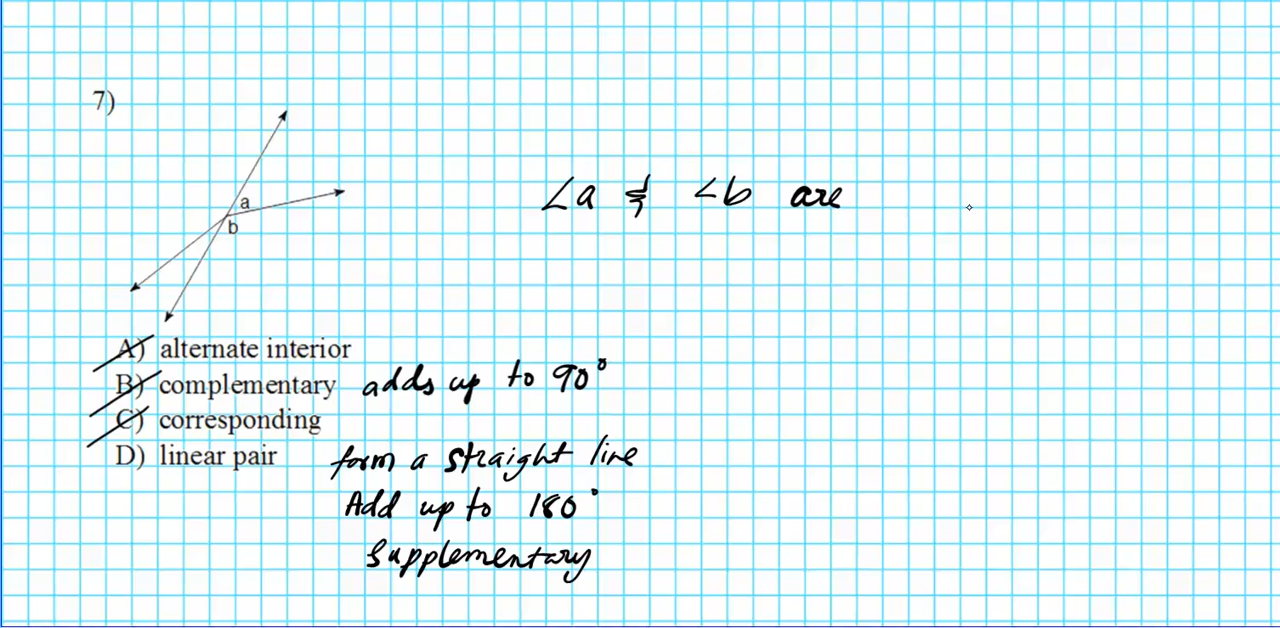 7)
a
b
∠a & ∠b are
A) alternate interior
B) complementary adds up to 90°
C) corresponding
D) linear pair form a straight line
Add up to 180°
Supplementary